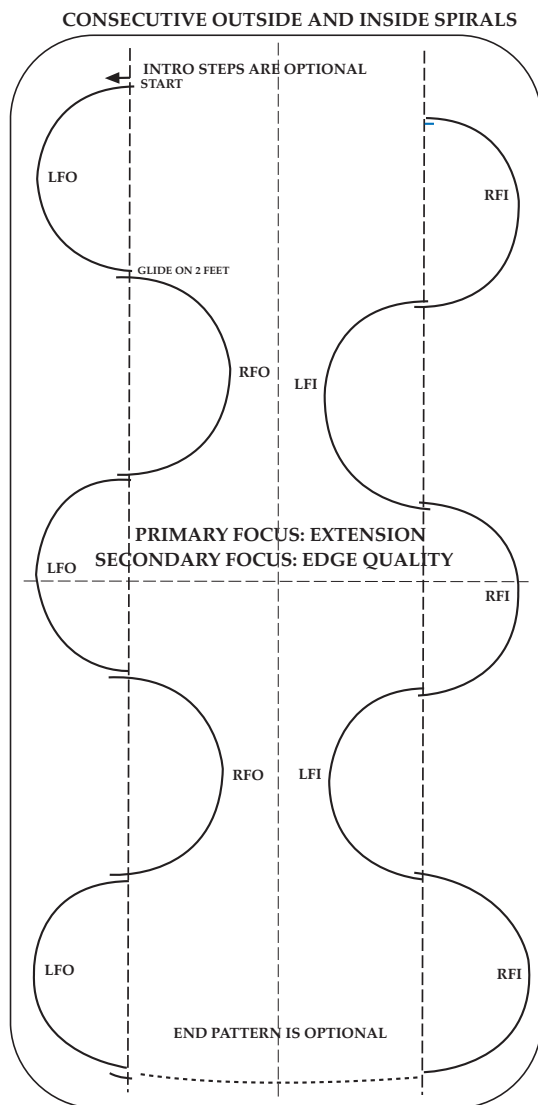 CONSECUTIVE OUTSIDE AND INSIDE SPIRALS
INTRO STEPS ARE OPTIONAL
START
LFO
RFI
GLIDE ON 2 FEET
RFO
LFI
PRIMARY FOCUS: EXTENSION
SECONDARY FOCUS: EDGE QUALITY
LFO
RFI
RFO
LFI
LFO
RFI
END PATTERN IS OPTIONAL